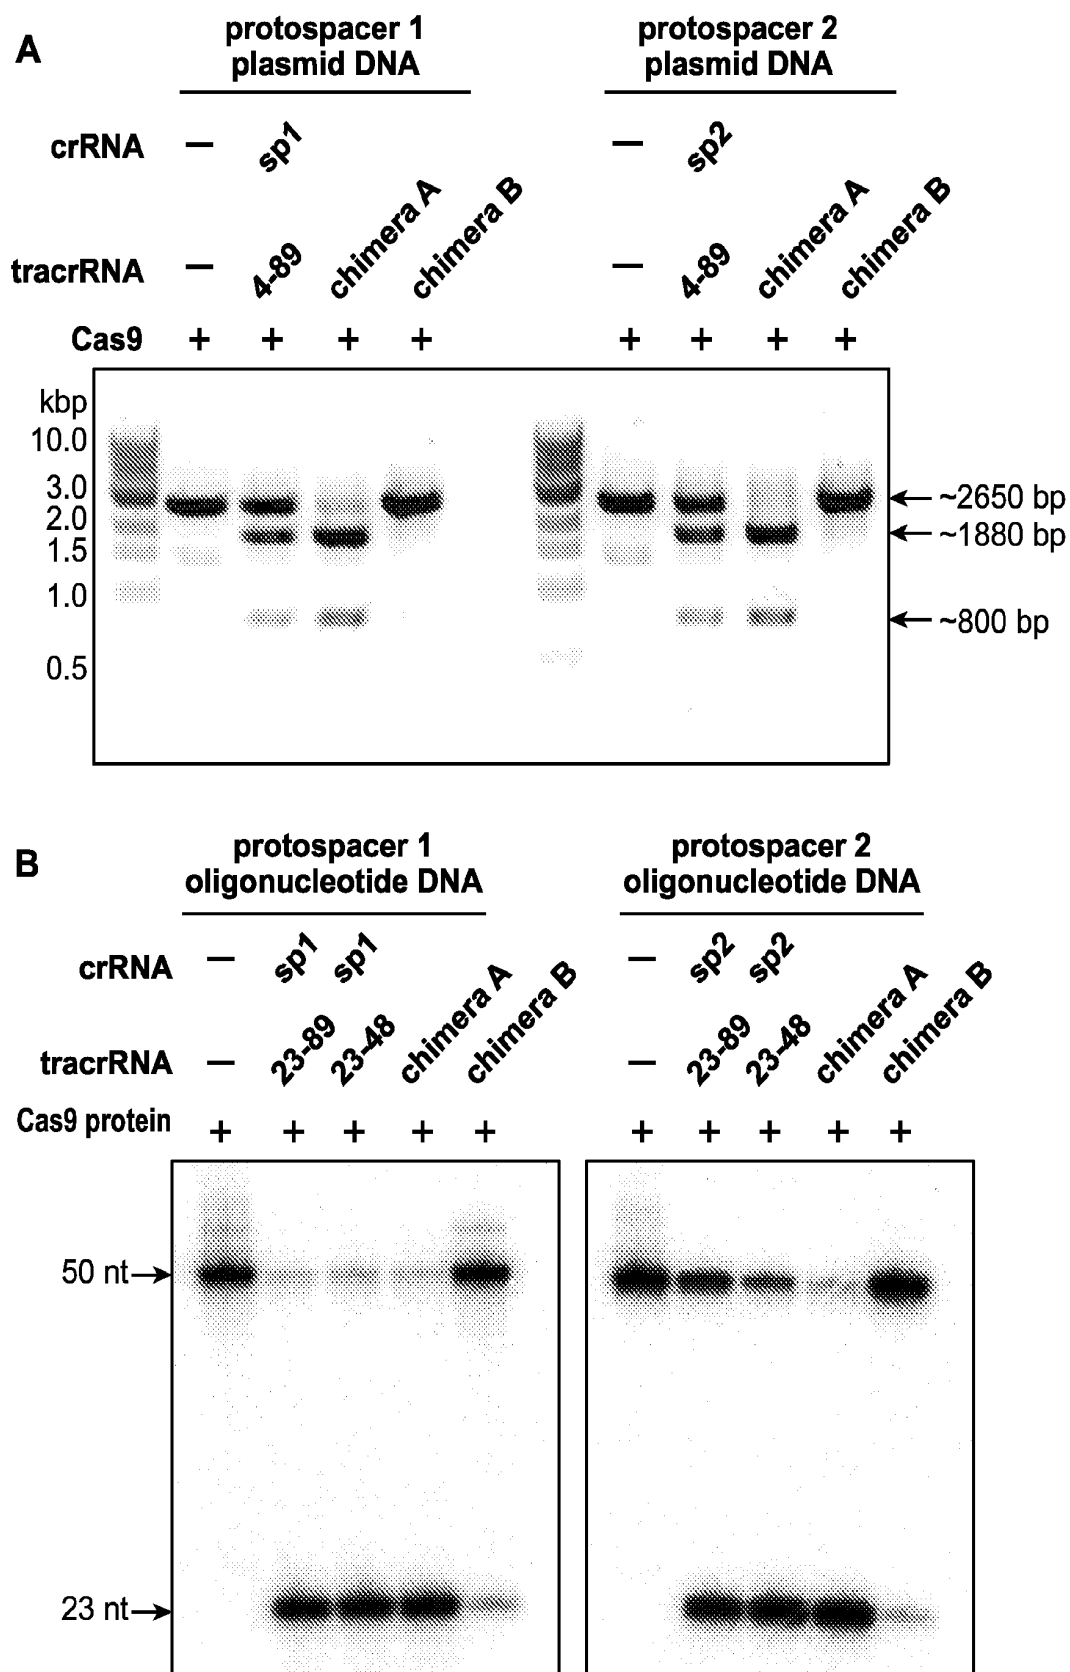 A
protospacer 1
plasmid DNA
protospacer 2
plasmid DNA
crRNA
—
sp1
—
sp2
tracrRNA
—
4-89
chimera A
chimera B
—
4-89
chimera A
chimera B
Cas9
+ + + + + + + +
kbp
10.0
3.0
2.0
1.5
1.0
0.5
~2650 bp
~1880 bp
~800 bp
B
protospacer 1
oligonucleotide DNA
protospacer 2
oligonucleotide DNA
crRNA
—
sp1
sp1
—
sp2
sp2
tracrRNA
—
23-89
23-48
chimera A
chimera B
—
23-89
23-48
chimera A
chimera B
Cas9 protein
+ + + + + + + + + +
50 nt
23 nt